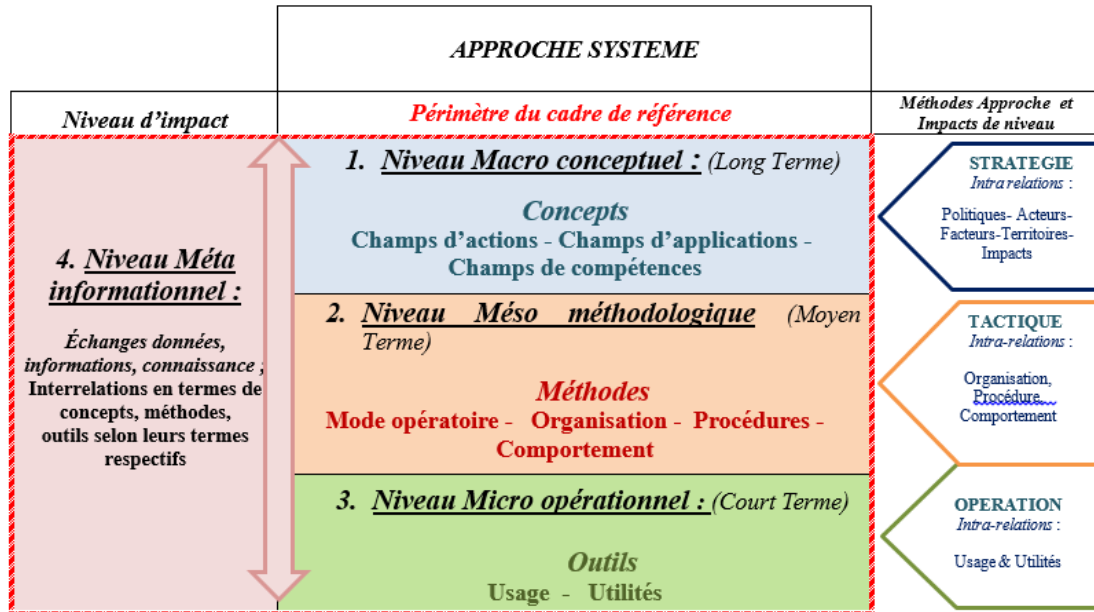 APPROCHE SYSTEME
Niveau d’impact
Périmètre du cadre de référence
Méthodes Approche et
Impacts de niveau
4. Niveau Méta
informationnel :
Échanges données,
informations, connaissance ;
Interrelations en termes de
concepts, méthodes,
outils selon leurs termes
respectifs
1. Niveau Macro conceptuel : (Long Terme)
Concepts
Champs d’actions - Champs d’applications -
Champs de compétences
2. Niveau Méso méthodologique (Moyen
Terme)
Méthodes
Mode opératoire - Organisation - Procédures -
Comportement
3. Niveau Micro opérationnel : (Court Terme)
Outils
Usage - Utilités
STRATEGIE
Intra relations :
Politiques- Acteurs-
Facteurs-Territoires-
Impacts
TACTIQUE
Intra-relations :
Organisation,
Procédure,
Comportement
OPERATION
Intra-relations :
Usage & Utilités